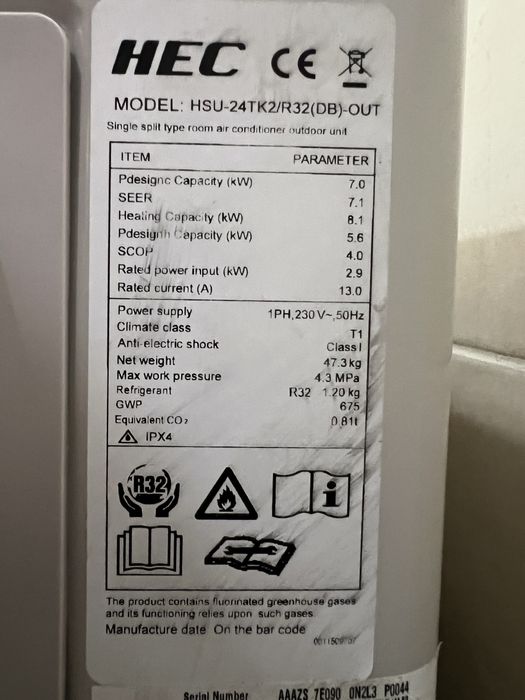 HEC CE
MODEL: HSU-24TK2/R32(DB)-OUT
Single split type room air conditioner outdoor unit
ITEM PARAMETER
Pdesignc Capacity (kW) 7.0
SEER 7.1
Heating Capacity (kW) 8.1
Pdesignh Capacity (kW) 5.6
SCOP 4.0
Rated power input (kW) 2.9
Rated current (A) 13.0
Power supply 1PH,230V~,50Hz
Climate class T1
Anti-electric shock Class I
Net weight 47.3kg
Max work pressure 4.3 MPa
Refrigerant R32 1.20 kg
GWP 675
Equivalent CO2 0.81t
IPX4
R32
i
The product contains fluorinated greenhouse gases
and its functioning relies upon such gases
Manufacture date On the bar code
Serial Number AAAZS 7E090 0N2L3 P0044